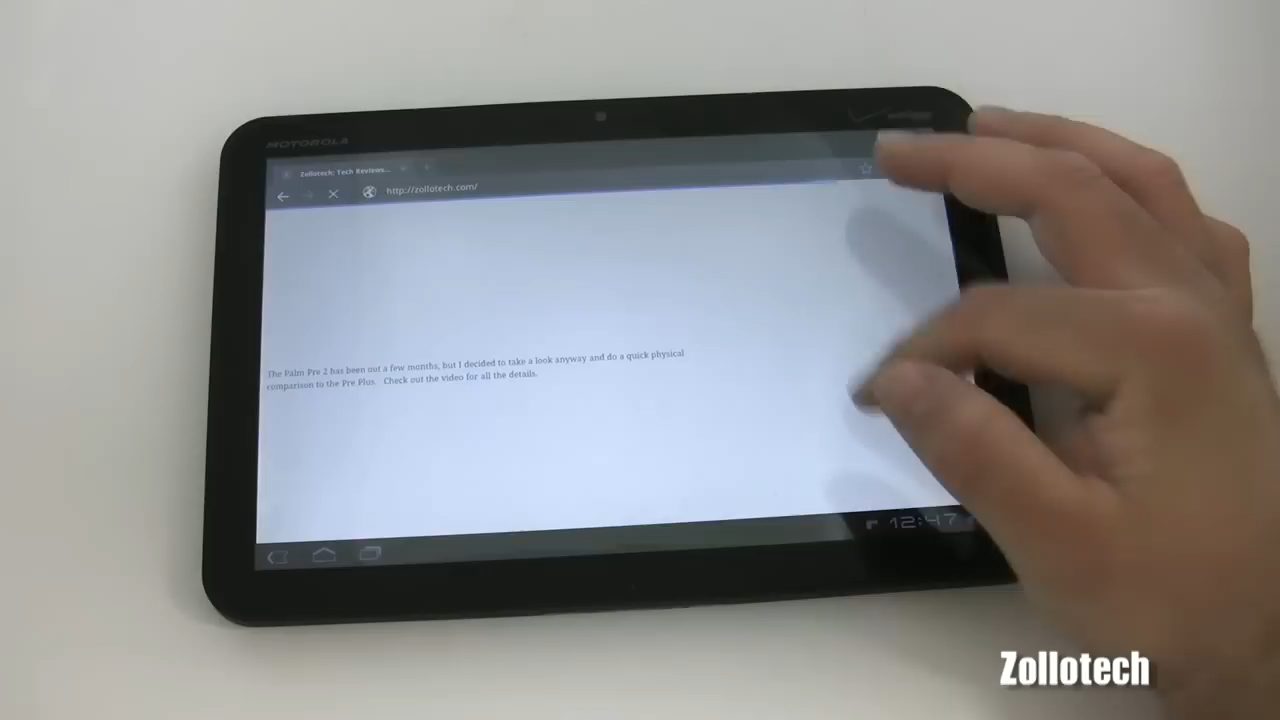 MOTOROLA
Zollotech: Tech Reviews...
http://zollotech.com/
The Palm Pre 2 has been out a few months, but I decided to take a look anyway and do a quick physical
comparison to the Pre Plus. Check out the video for all the details.
12:47
Zollotech